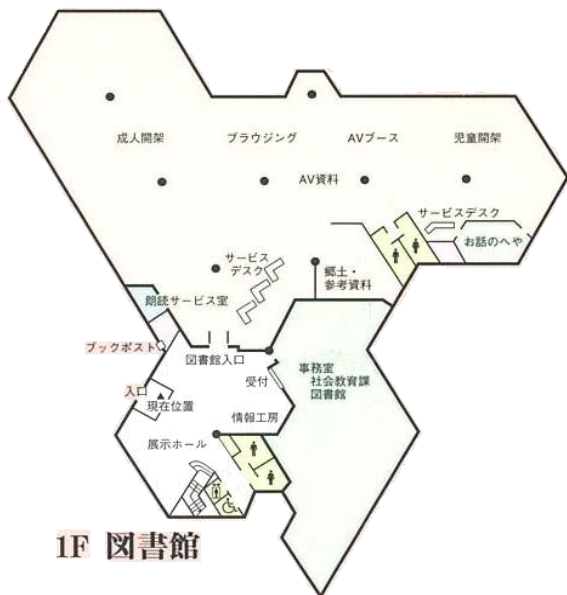 成人開架
ブラウジング
AVブース
児童開架
AV資料
サービスデスク
お話のへや
サービス
デスク
郷土・
参考資料
朗読サービス室
ブックポスト
図書館入口
事務室
社会教育課
図書館
受付
入口
現在位置
情報工房
展示ホール
1F 図書館